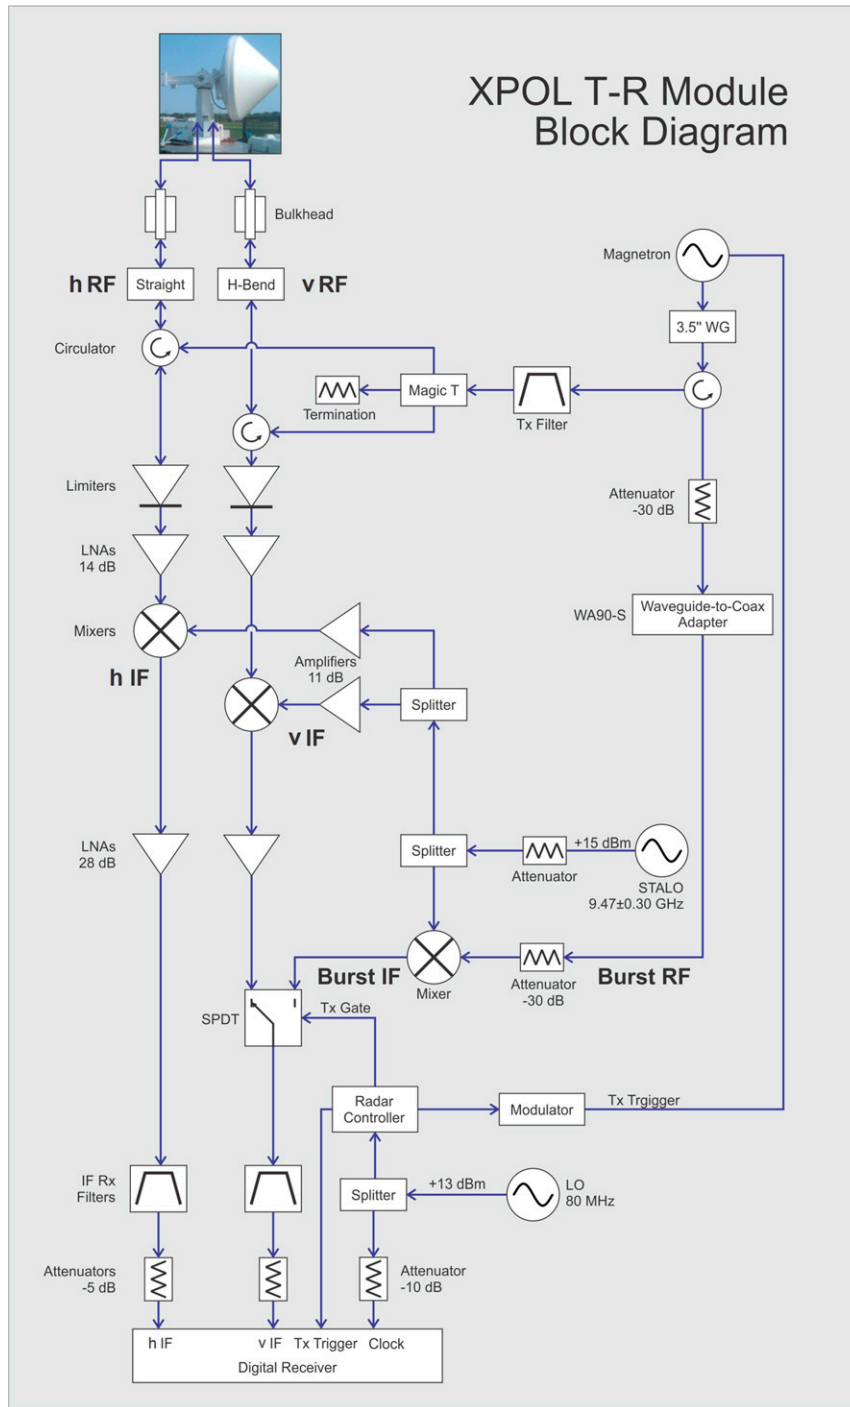 XPOL T-R Module
Block Diagram
Bulkhead
Magnetron
h RF
Straight
H-Bend
v RF
3.5" WG
Circulator
Magic T
Termination
Tx Filter
Limiters
Attenuator
-30 dB
LNAs
14 dB
WA90-S
Waveguide-to-Coax
Adapter
Mixers
Amplifiers
11 dB
h IF
Splitter
v IF
LNAs
28 dB
Splitter
Attenuator
+15 dBm
STALO
9.47±0.30 GHz
Burst IF
Mixer
Attenuator
-30 dB
Burst RF
SPDT
Tx Gate
Radar
Controller
Modulator
Tx Trgigger
IF Rx
Filters
Splitter
+13 dBm
LO
80 MHz
Attenuators
-5 dB
Attenuator
-10 dB
h IF
v IF
Tx Trigger
Clock
Digital Receiver